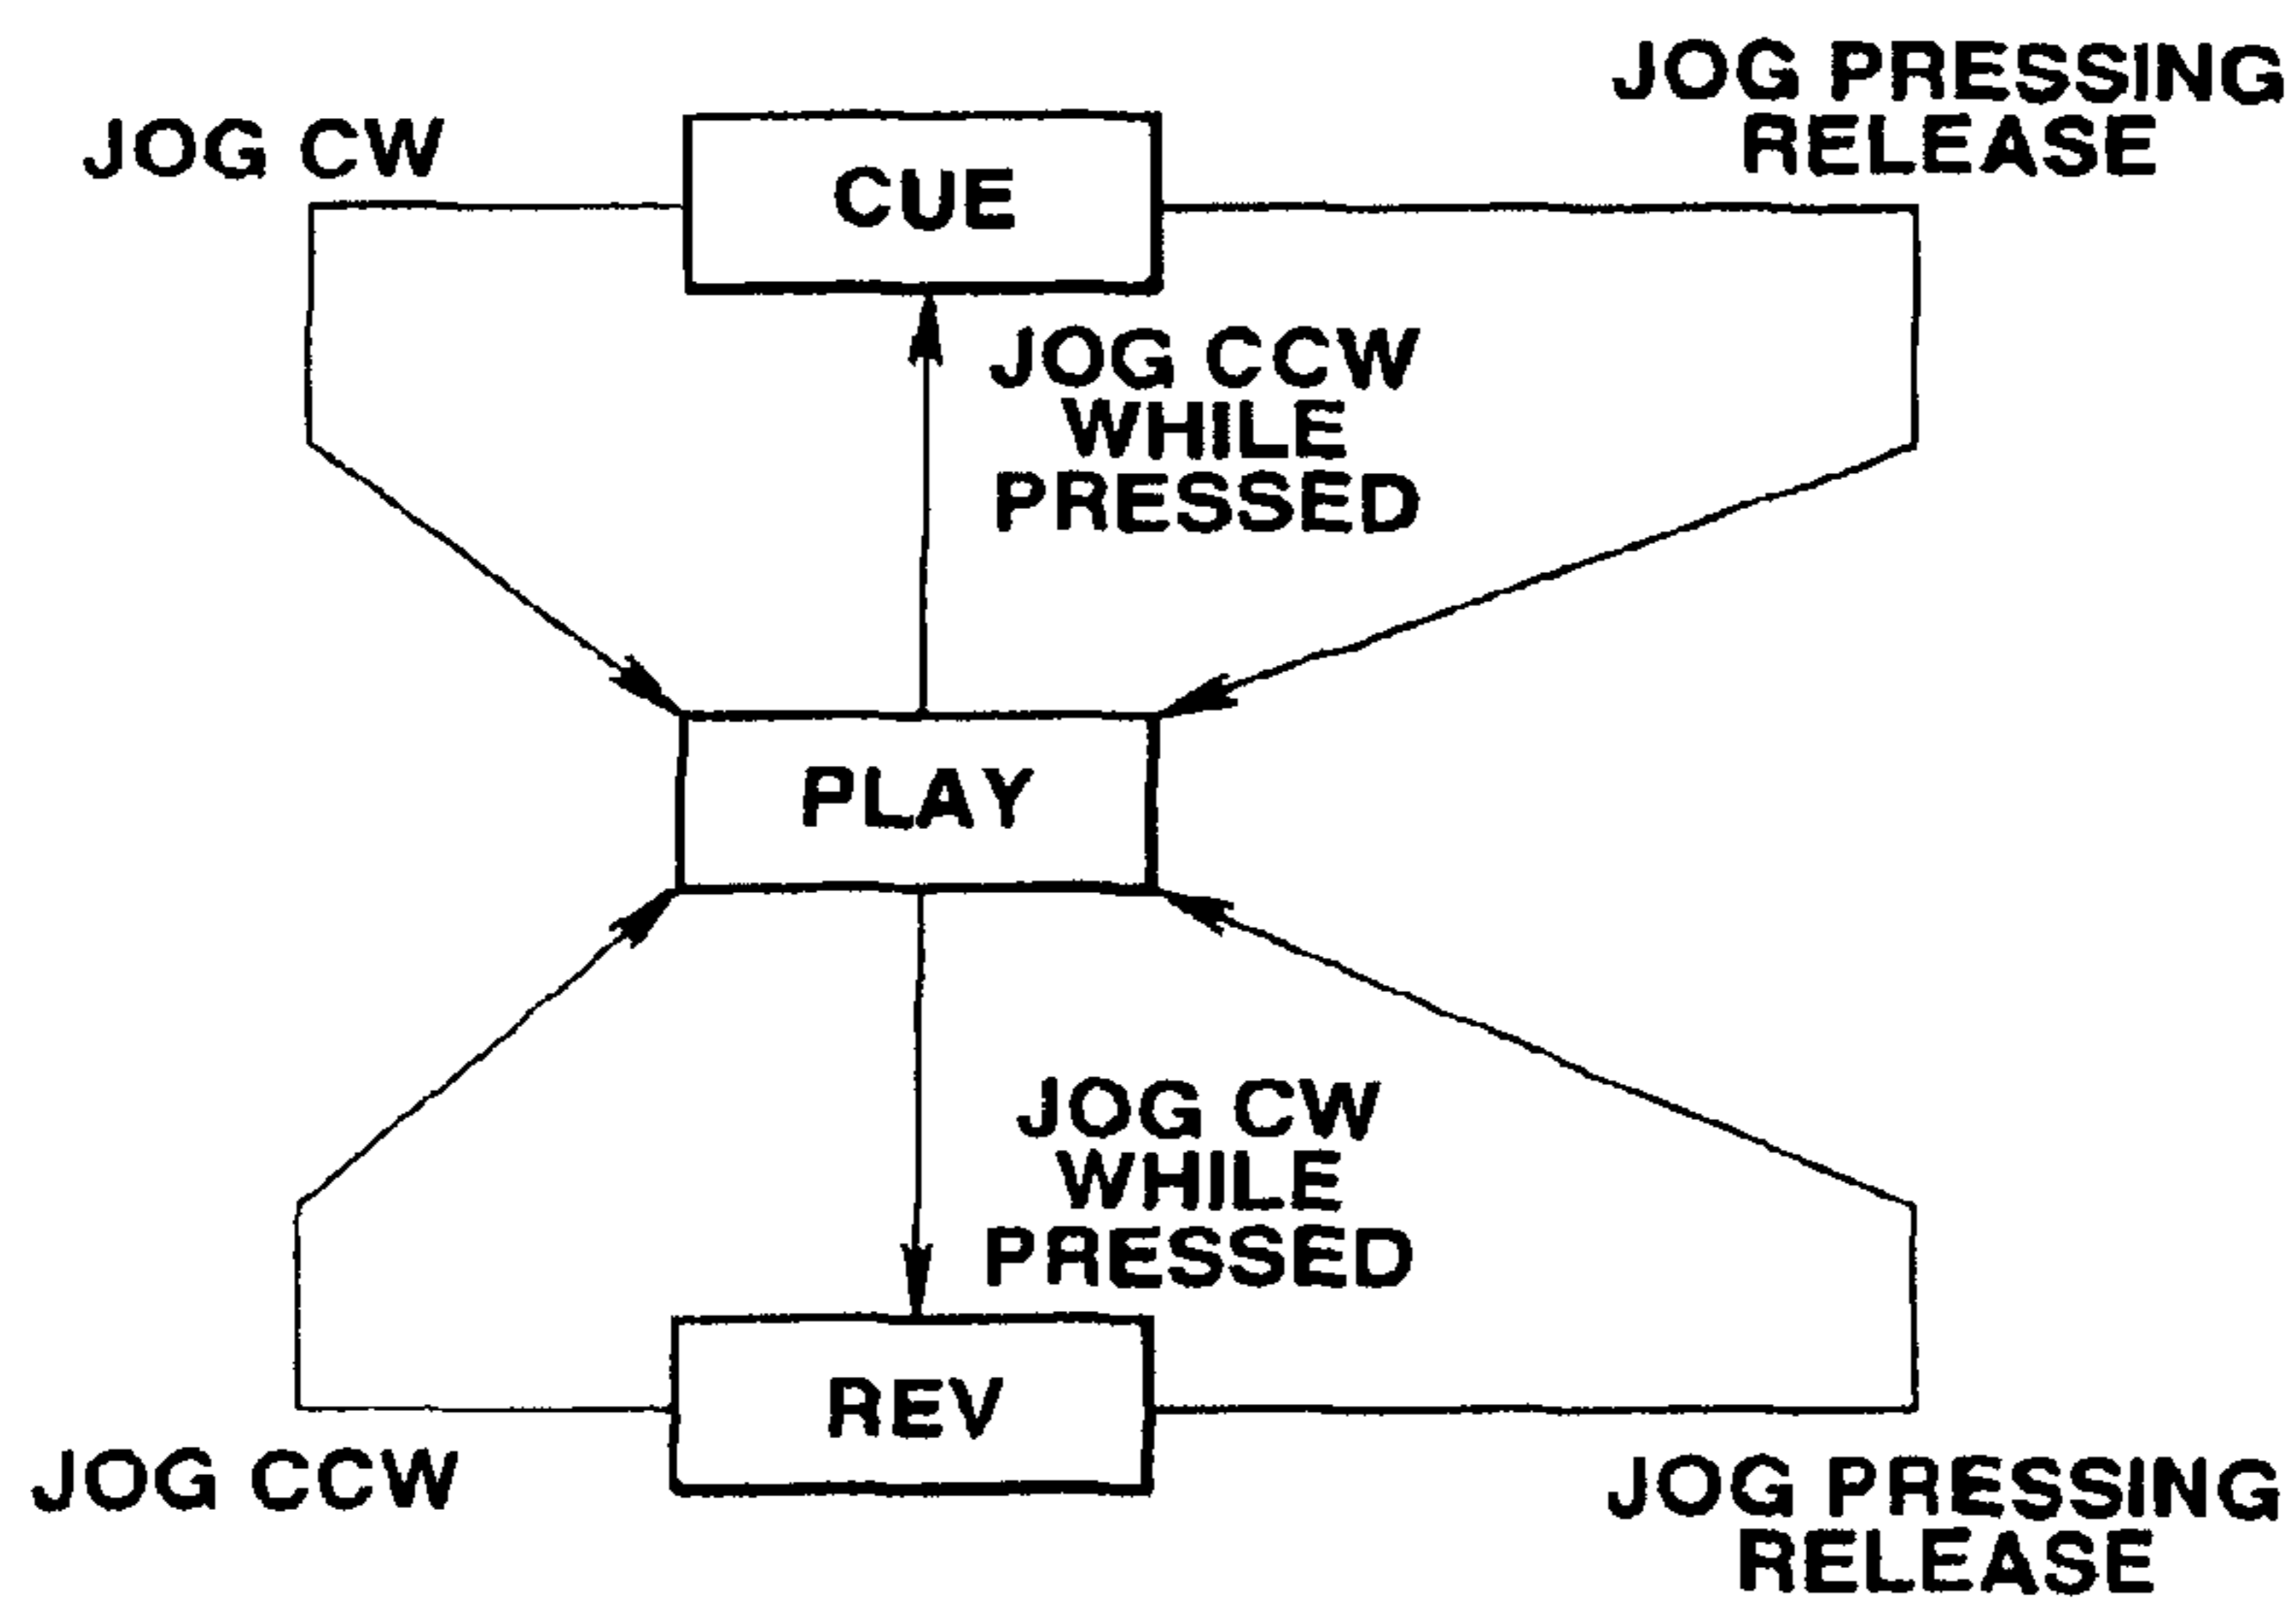 JOG PRESSING
RELEASE
JOG CW
CUE
JOG CCW
WHILE
PRESSED
PLAY
JOG CW
WHILE
PRESSED
REV
JOG CCW
JOG PRESSING
RELEASE